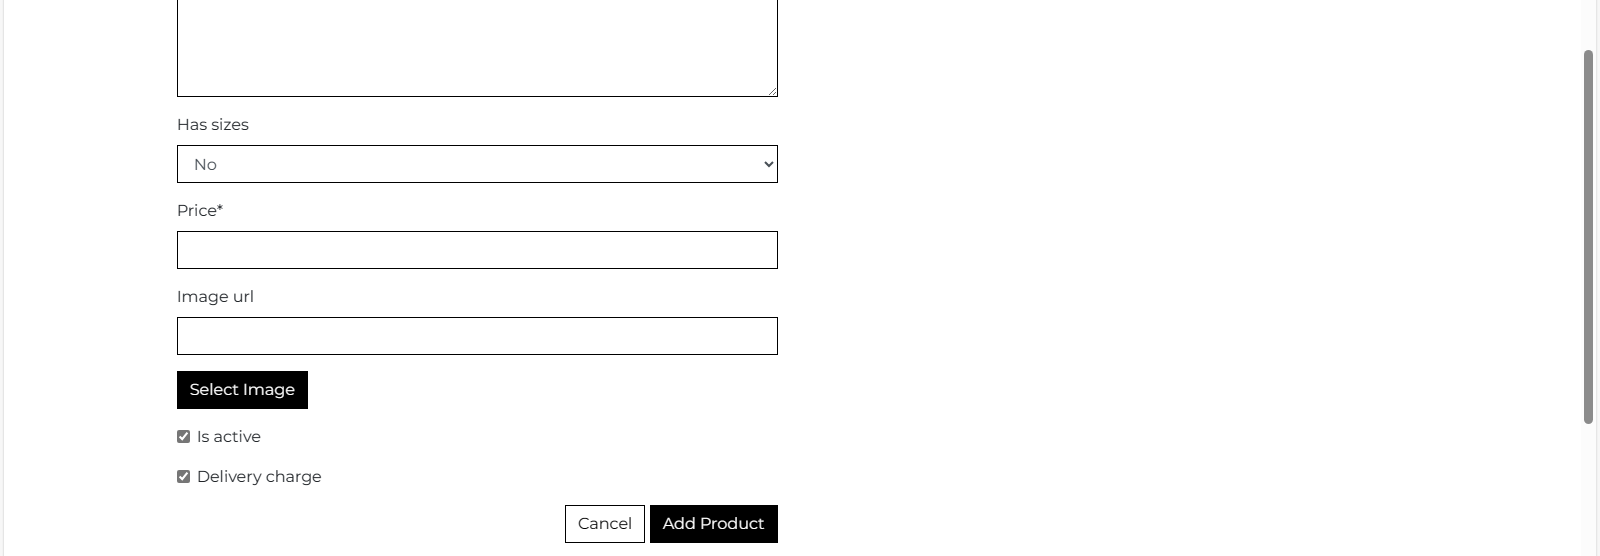 Has sizes
No
Price*
Image url
Select Image
Is active
Delivery charge
Cancel Add Product